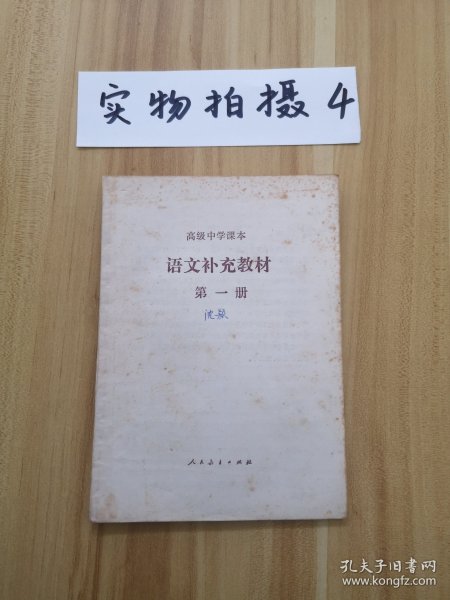 实物拍摄4
高级中学课本
语文补充教材
第一册
人民教育出版社
孔夫子旧书网
www.kongfz.com